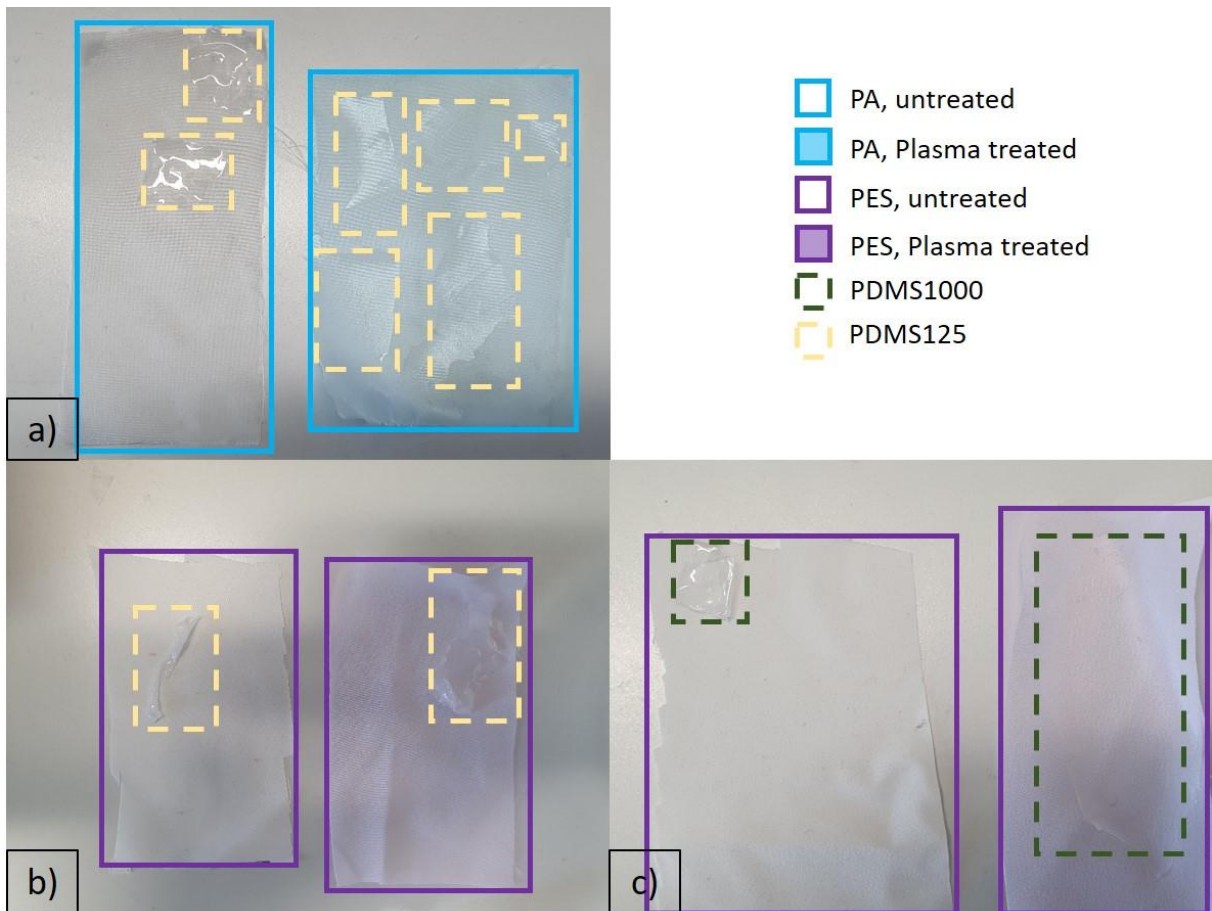 PA, untreated
PA, Plasma treated
PES, untreated
PES, Plasma treated
PDMS1000
PDMS125
a)
b)
c)